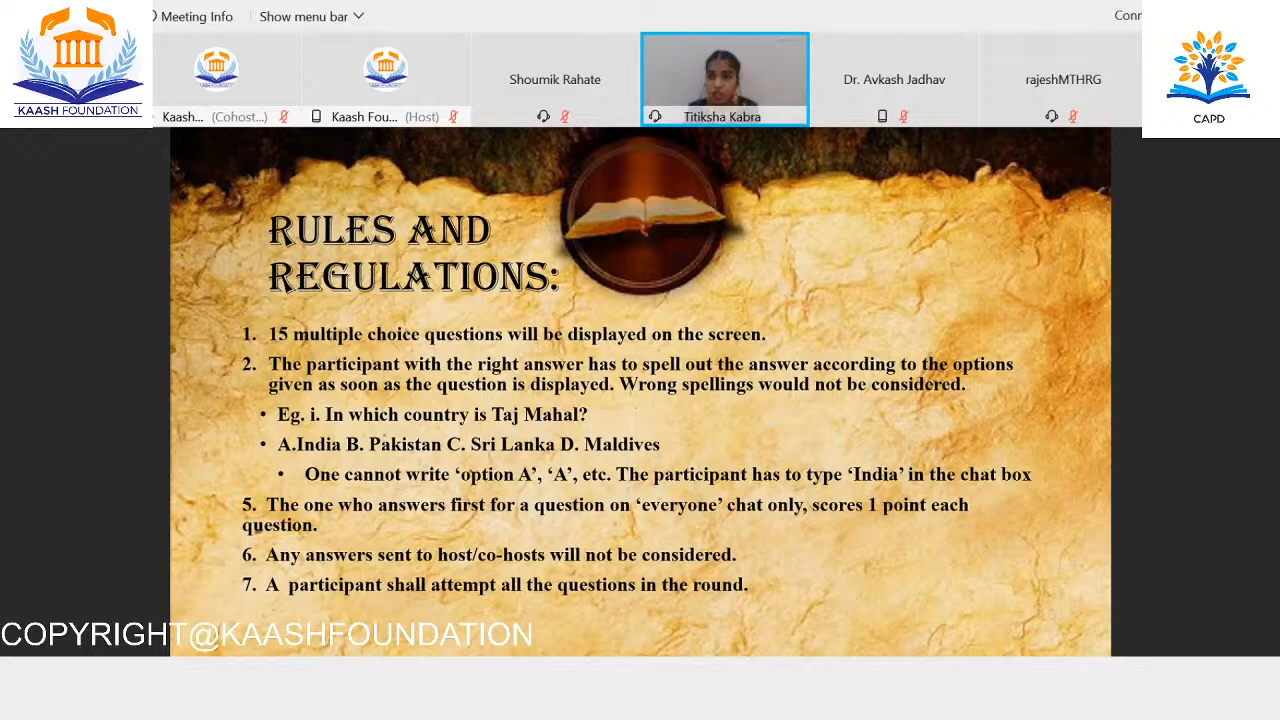 Meeting Info
Show menu bar
Conn
KAASH FOUNDATION
Kaash... (Cohost...)
Kaash Fou... (Host)
Shoumik Rahate
Titiksha Kabra
Dr. Avkash Jadhav
rajeshMTHRG
CAPD
RULES AND
REGULATIONS:
1. 15 multiple choice questions will be displayed on the screen.
2. The participant with the right answer has to spell out the answer according to the options
given as soon as the question is displayed. Wrong spellings would not be considered.
• Eg. i. In which country is Taj Mahal?
• A.India B. Pakistan C. Sri Lanka D. Maldives
• One cannot write ‘option A’, ‘A’, etc. The participant has to type ‘India’ in the chat box
5. The one who answers first for a question on ‘everyone’ chat only, scores 1 point each
question.
6. Any answers sent to host/co-hosts will not be considered.
7. A participant shall attempt all the questions in the round.
COPYRIGHT@KAASHFOUNDATION